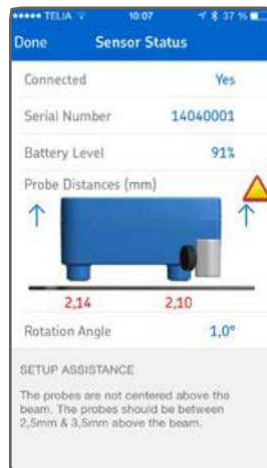 TELIA 10:07 37 %
Done Sensor Status
Connected Yes
Serial Number 14040001
Battery Level 91%
Probe Distances (mm)
2,14 2,10
Rotation Angle 1,0°
SETUP ASSISTANCE
The probes are not centered above the
beam. The probes should be between
2,5mm & 3,5mm above the beam.